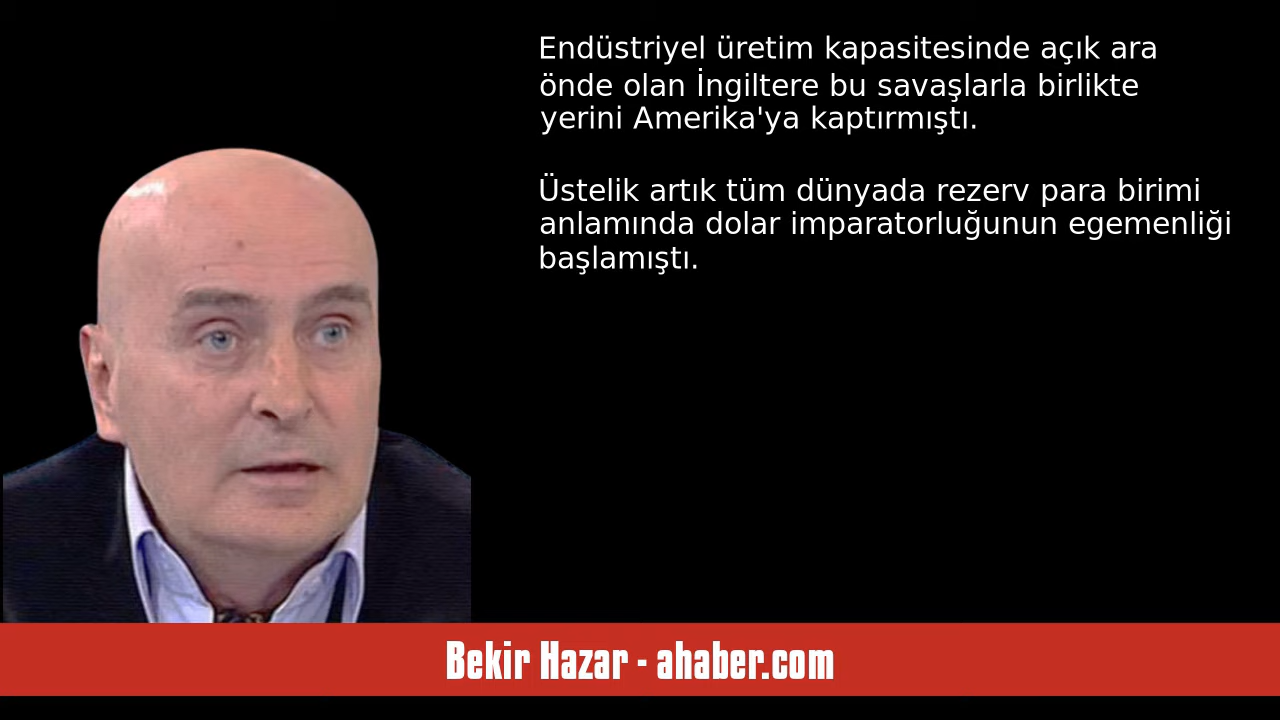 Endüstriyel üretim kapasitesinde açık ara
önde olan İngiltere bu savaşlarla birlikte
yerini Amerika'ya kaptırmıştı.
Üstelik artık tüm dünyada rezerv para birimi
anlamında dolar imparatorluğunun egemenliği
başlamıştı.
Bekir Hazar - ahaber.com